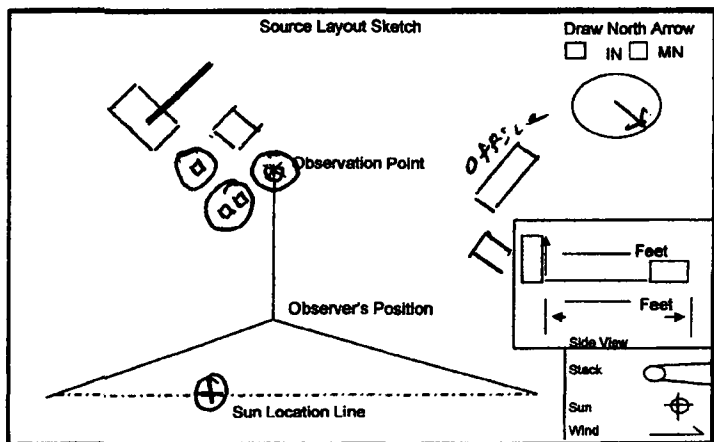 Source Layout Sketch
Draw North Arrow
IN MN
Office
Observation Point
Feet
Observer's Position
Feet
Side View
Stack
Sun Location Line
Sun
Wind